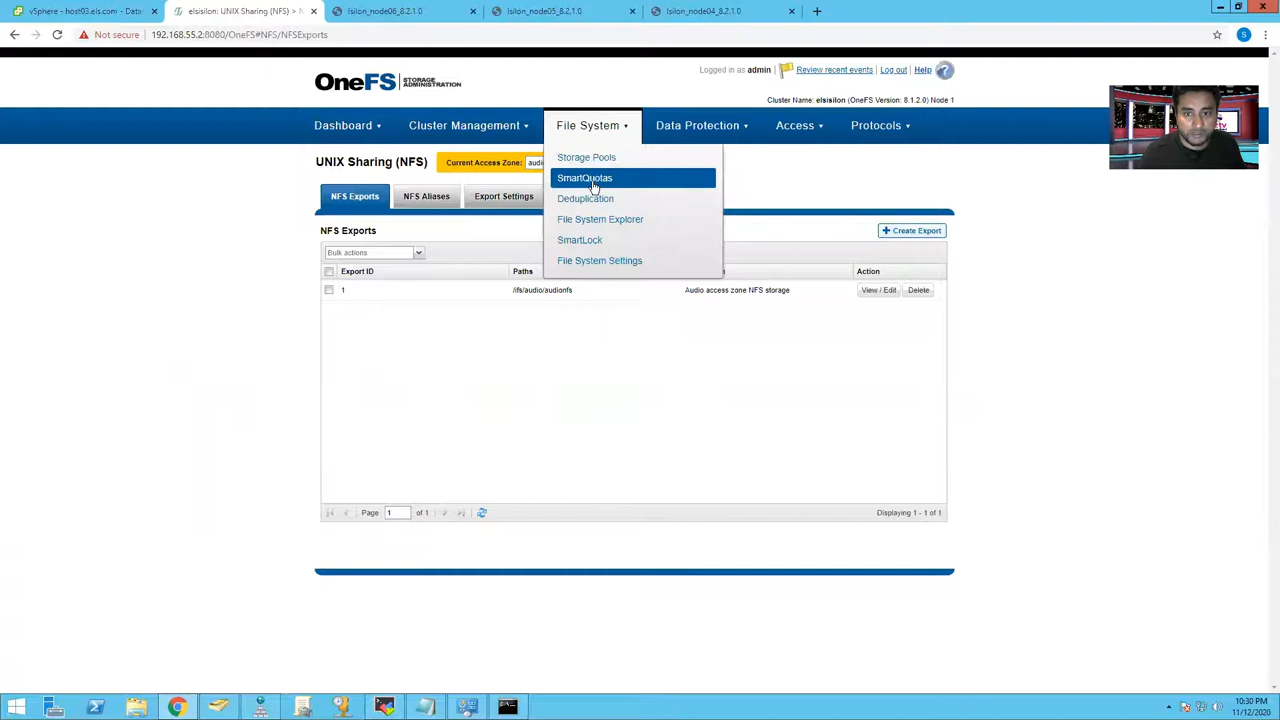 vSphere - host03.els.com - Datas
elsisilon: UNIX Sharing (NFS) >
Isilon_node06_8.2.1.0
Isilon_node05_8.2.1.0
Isilon_node04_8.2.1.0
Not secure
192.168.55.2:8080/OneFS#NFS/NFSExports
S
OneFS STORAGE ADMINISTRATION
Logged in as admin
Review recent events
Log out
Help
Cluster Name: elsisilon (OneFS Version: 8.1.2.0) Node 1
Dashboard
Cluster Management
File System
Data Protection
Access
Protocols
UNIX Sharing (NFS)
Current Access Zone:
audi
Storage Pools
SmartQuotas
Deduplication
File System Explorer
SmartLock
File System Settings
NFS Exports
NFS Aliases
Export Settings
NFS Exports
+ Create Export
Bulk actions
Export ID
Paths
Action
1
/ifs/audio/audionfs
Audio access zone NFS storage
View / Edit
Delete
Page 1 of 1
Displaying 1 - 1 of 1
10:30 PM
11/12/2020